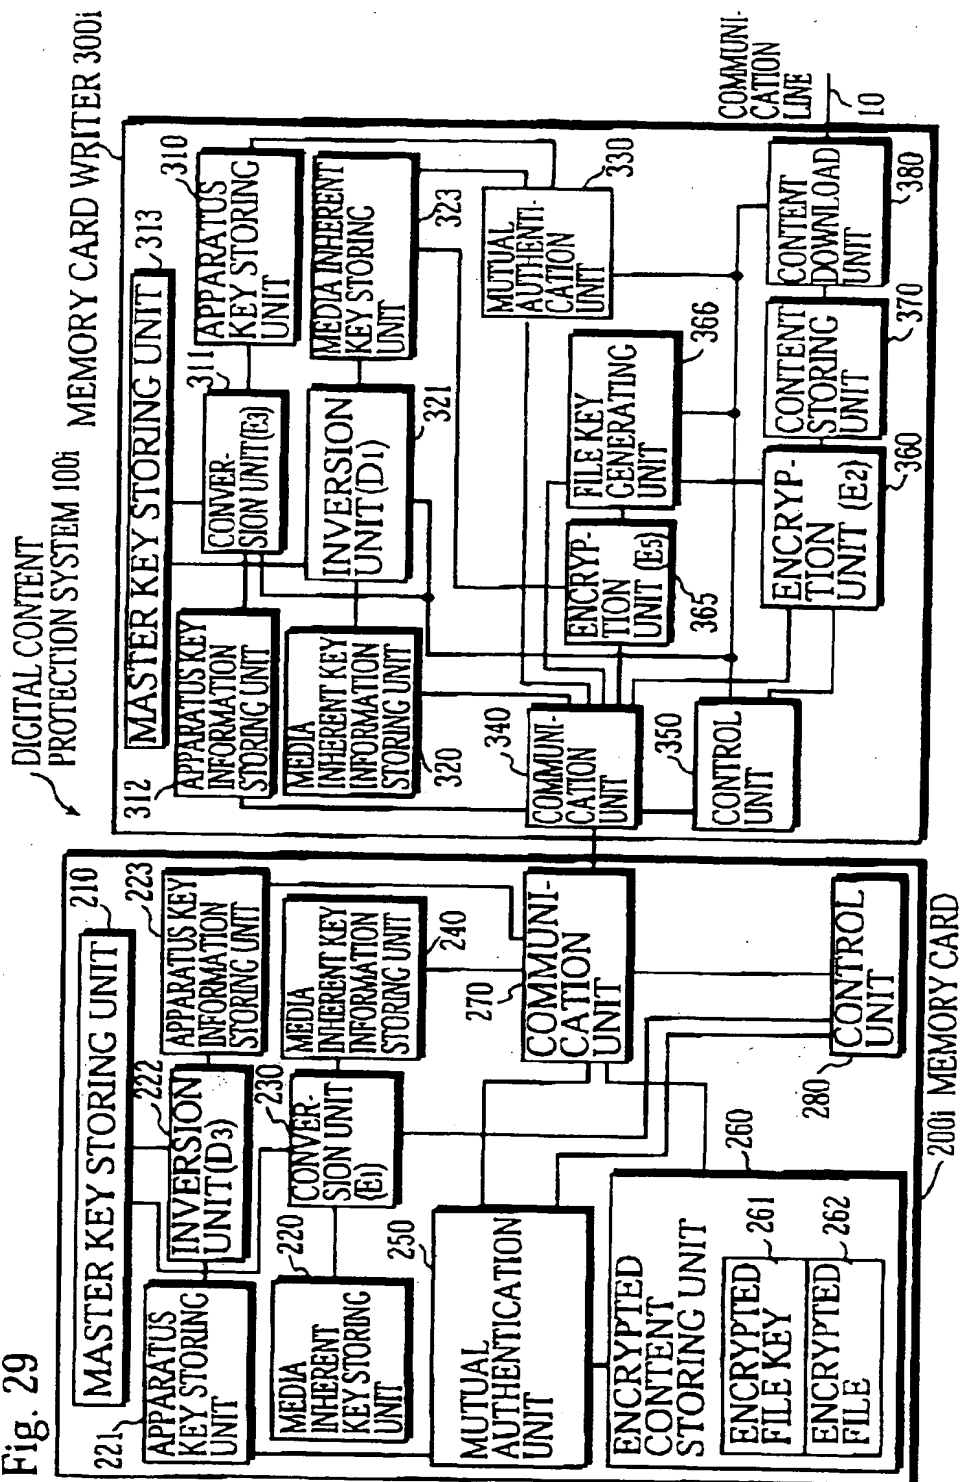 Fig. 29
DIGITAL CONTENT
PROTECTION SYSTEM 100i
MASTER KEY STORING UNIT
210
APPARATUS
KEY STORING
UNIT
221
INVERSION
UNIT(D3)
222
APPARATUS KEY
INFORMATION
STORING UNIT
223
MEDIA
INHERENT
KEY STORING
UNIT
220
CONVER-
SION UNIT
(E1)
230
MEDIA
INHERENT KEY
INFORMATION
STORING UNIT
240
MUTUAL
AUTHENTICATION
UNIT
250
COMMUNI-
CATION
UNIT
270
ENCRYPTED
CONTENT
STORING UNIT
260
ENCRYPTED
FILE KEY
261
ENCRYPTED
FILE
262
CONTROL
UNIT
280
200i MEMORY CARD
MEMORY CARD WRITER 300i
MASTER KEY STORING UNIT
313
APPARATUS KEY
INFORMATION
STORING UNIT
312
CONVER-
SION UNIT(E3)
311
APPARATUS
KEY STORING
UNIT
310
MEDIA
INHERENT KEY
INFORMATION
STORING UNIT
320
INVERSION
UNIT(D1)
321
MEDIA INHERENT
KEY STORING
UNIT
323
COMMUNI-
CATION
UNIT
340
MUTUAL
AUTHENTI-
CATION
UNIT
330
ENCRYP-
TION
UNIT (E5)
365
FILE KEY
GENERATING
UNIT
366
CONTROL
UNIT
350
ENCRYP-
TION
UNIT (E2)
360
CONTENT
STORING
UNIT
370
CONTENT
DOWNLOAD
UNIT
380
COMMUNI-
CATION
LINE
10